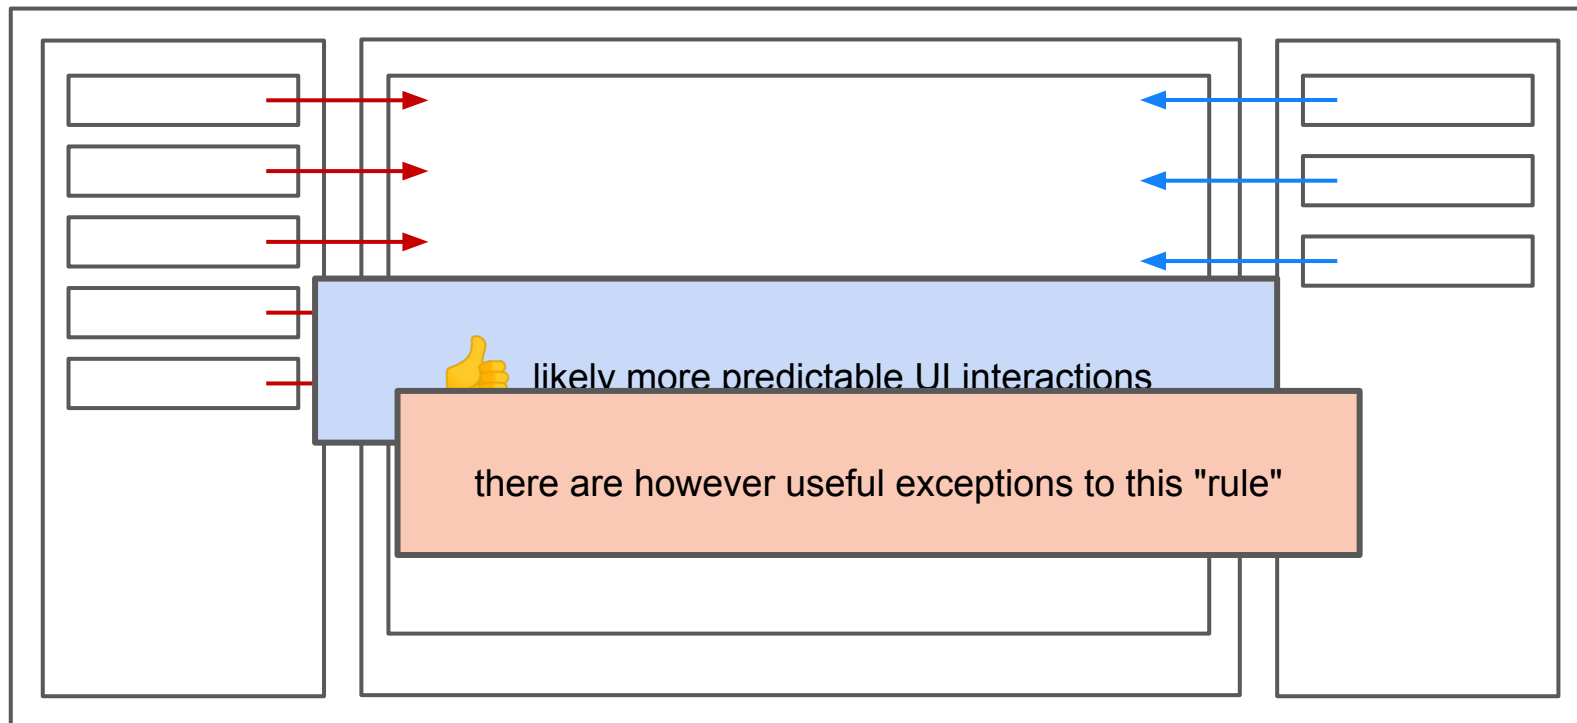 👍 likely more predictable UI interactions
there are however useful exceptions to this "rule"